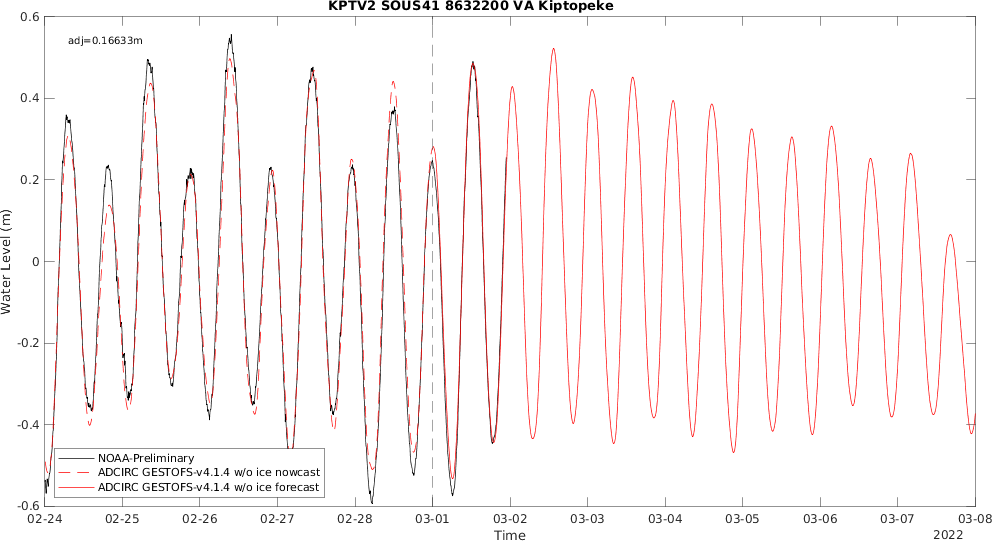 KPTV2 SOUS41 8632200 VA Kiptopeke
adj=0.16633m
0.6
0.4
0.2
0
-0.2
-0.4
-0.6
Water Level (m)
NOAA-Preliminary
ADCIRC GESTOFS-v4.1.4 w/o ice nowcast
ADCIRC GESTOFS-v4.1.4 w/o ice forecast
02-24 02-25 02-26 02-27 02-28 03-01 03-02 03-03 03-04 03-05 03-06 03-07 03-08
Time
2022